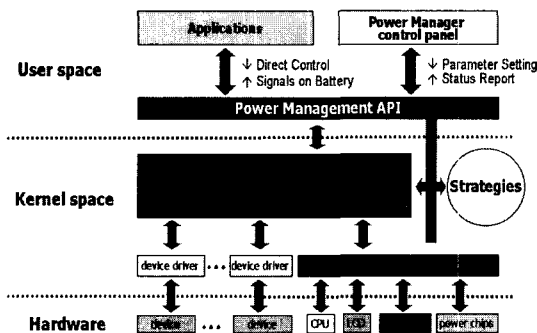 Applications
Power Manager
control panel
User space
↓ Direct Control
↑ Signals on Battery
↓ Parameter Setting
↑ Status Report
Power Management API
Kernel space
Strategies
device driver ... device driver
Hardware
device ... device
CPU
power chips